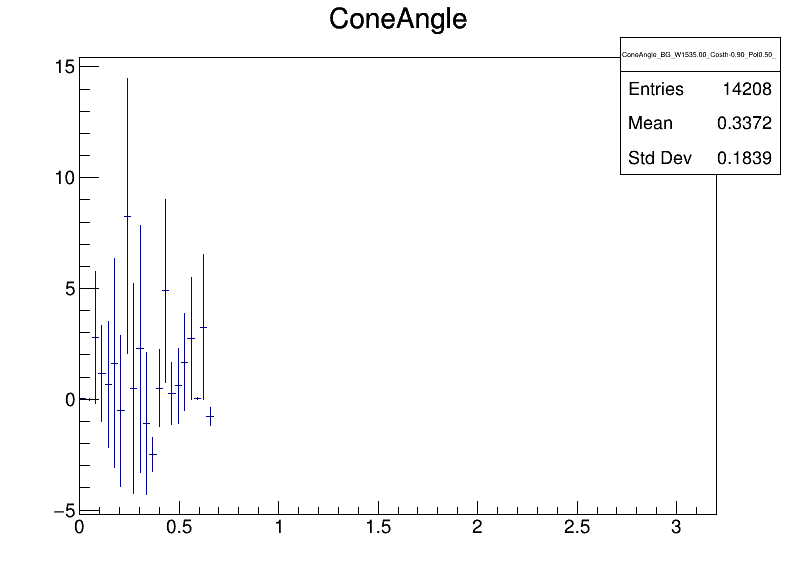 ConeAngle
ConeAngle_BG_W1535.00_Costh-0.90_Pol0.50_
Entries 14208
Mean 0.3372
Std Dev 0.1839
15
10
5
0
−5
0 0.5 1 1.5 2 2.5 3